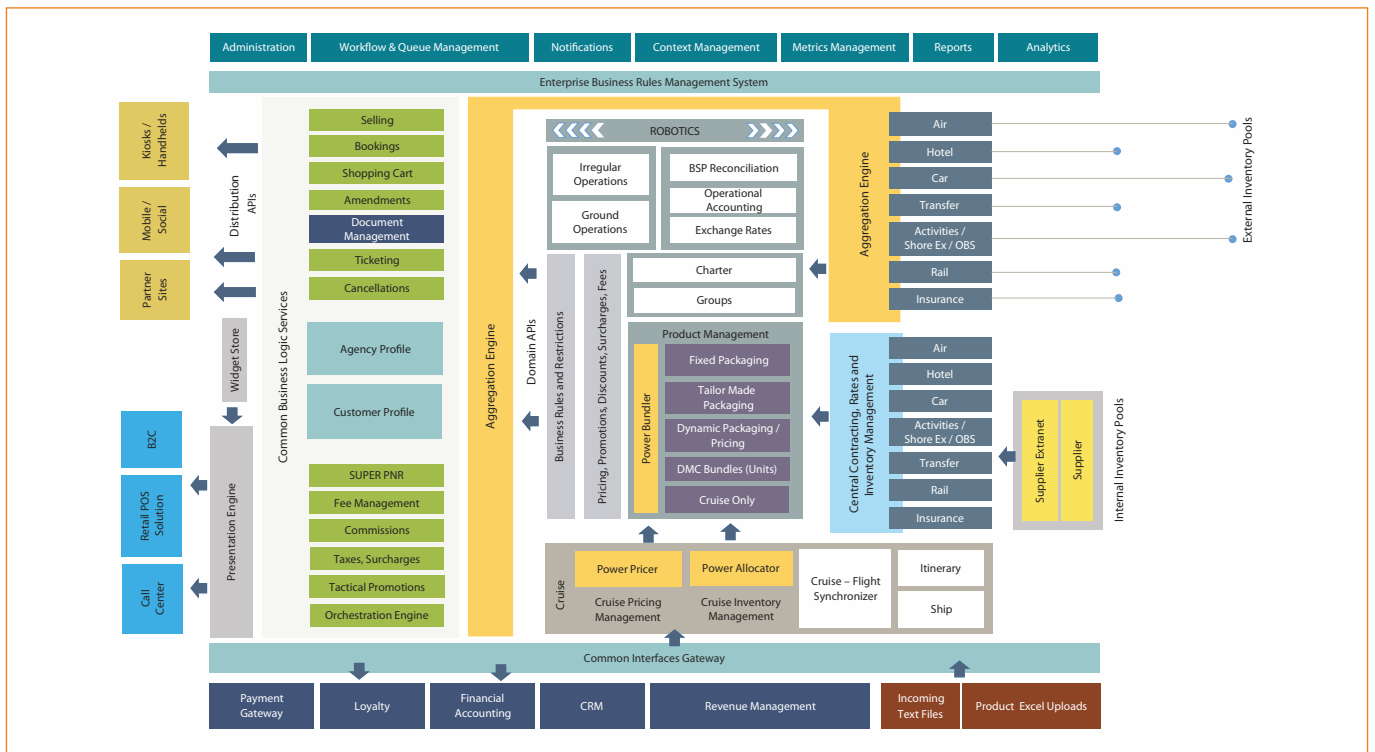 Administration
Workflow & Queue Management
Notifications
Context Management
Metrics Management
Reports
Analytics
Enterprise Business Rules Management System
Kiosks /
Handhelds
Mobile /
Social
Partner
Sites
Distribution
APIs
Widget Store
B2C
Retail POS
Solution
Call
Center
Presentation Engine
Common Business Logic Services
Selling
Bookings
Shopping Cart
Amendments
Document
Management
Ticketing
Cancellations
Agency Profile
Customer Profile
SUPER PNR
Fee Management
Commissions
Taxes, Surcharges
Tactical Promotions
Orchestration Engine
Aggregation Engine
Domain APIs
ROBOTICS
Irregular
Operations
Ground
Operations
BSP Reconciliation
Operational
Accounting
Exchange Rates
Business Rules and Restrictions
Pricing, Promotions, Discounts, Surcharges, Fees
Charter
Groups
Product Management
Power Bundler
Fixed Packaging
Tailor Made
Packaging
Dynamic Packaging /
Pricing
DMC Bundles (Units)
Cruise Only
Cruise
Power Pricer
Cruise Pricing
Management
Power Allocator
Cruise Inventory
Management
Cruise – Flight
Synchronizer
Itinerary
Ship
Aggregation Engine
Air
Hotel
Car
Transfer
Activities /
Shore Ex / OBS
Rail
Insurance
External Inventory Pools
Central Contracting, Rates and
Inventory Management
Air
Hotel
Car
Activities /
Shore Ex / OBS
Transfer
Rail
Insurance
Supplier Extranet
Supplier
Internal Inventory Pools
Common Interfaces Gateway
Payment
Gateway
Loyalty
Financial
Accounting
CRM
Revenue Management
Incoming
Text Files
Product Excel Uploads